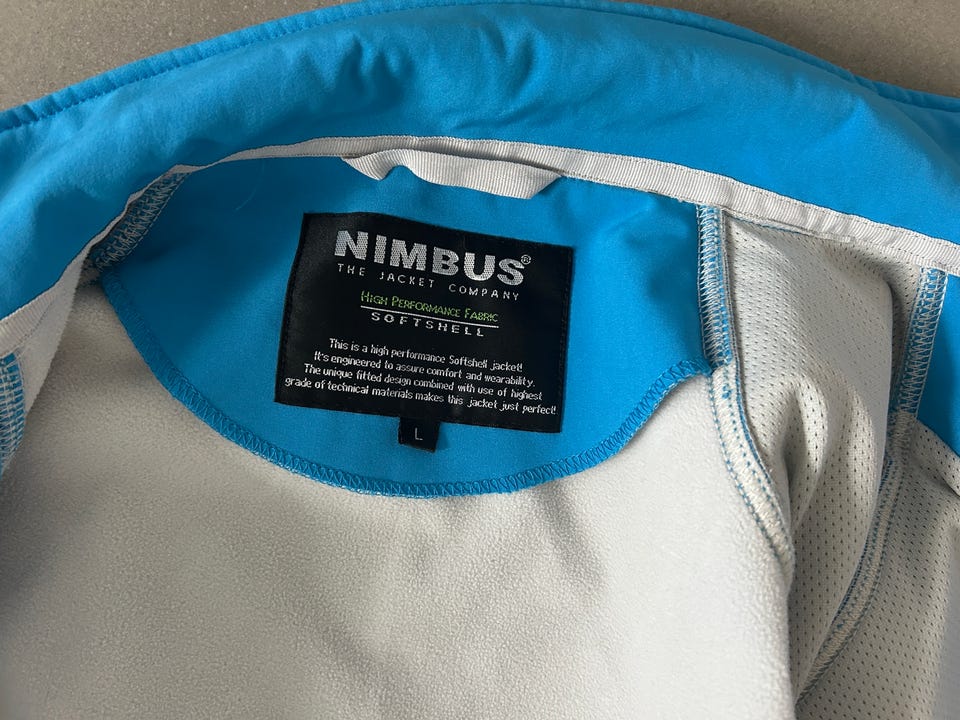 NIMBUS®
THE JACKET COMPANY
HIGH PERFORMANCE FABRIC
SOFTSHELL
This is a high performance Softshell jacket!
It's engineered to assure comfort and wearability.
The unique fitted design combined with use of highest
grade of technical materials makes this jacket just perfect!
L